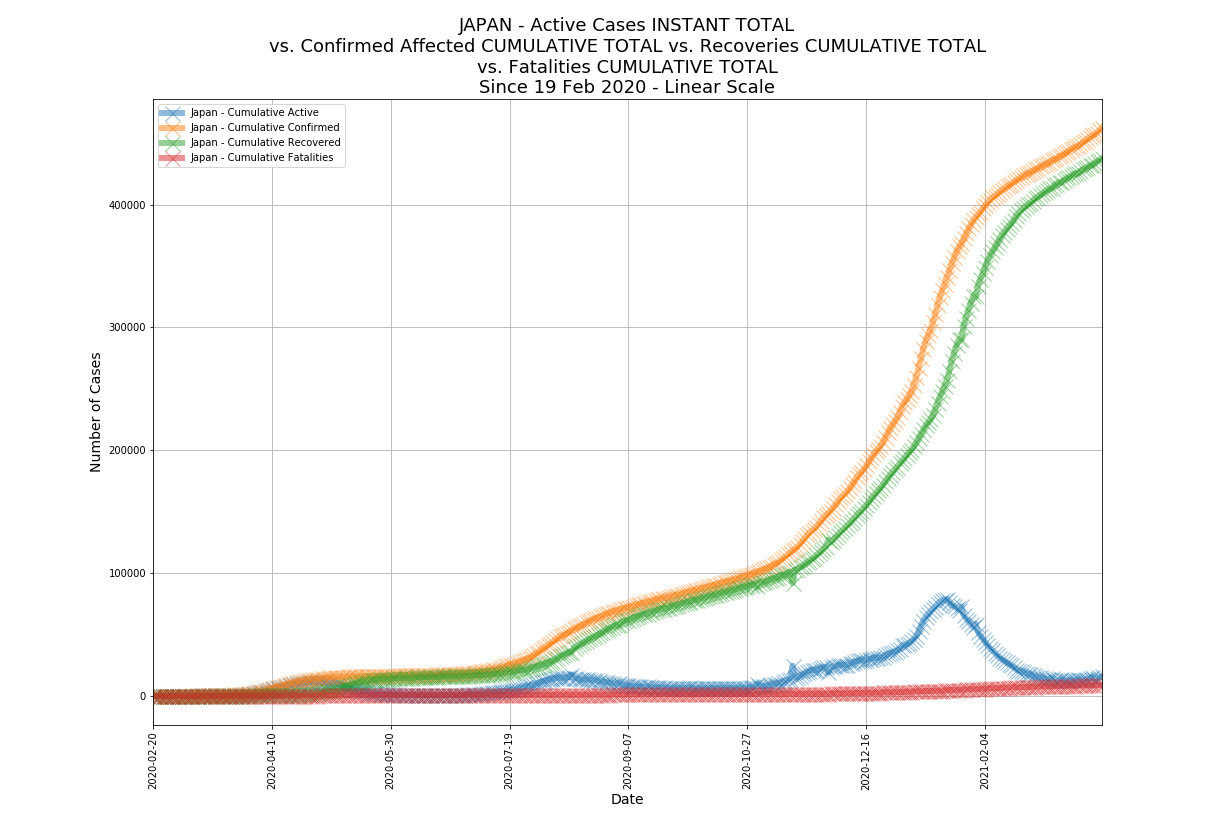 JAPAN - Active Cases INSTANT TOTAL
vs. Confirmed Affected CUMULATIVE TOTAL vs. Recoveries CUMULATIVE TOTAL
vs. Fatalities CUMULATIVE TOTAL
Since 19 Feb 2020 - Linear Scale
Japan - Cumulative Active
Japan - Cumulative Confirmed
Japan - Cumulative Recovered
Japan - Cumulative Fatalities
Number of Cases
400000
300000
200000
100000
0
2020-02-20
2020-04-10
2020-05-30
2020-07-19
2020-09-07
2020-10-27
2020-12-16
2021-02-04
Date